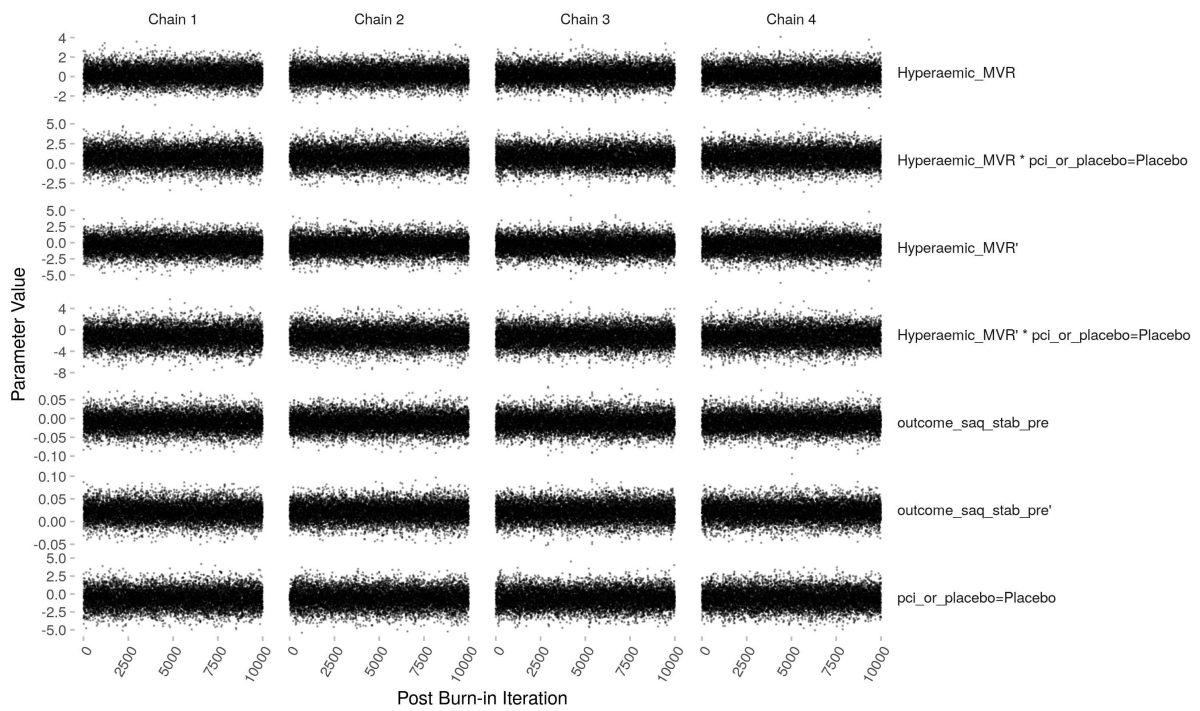 Chain 1 Chain 2 Chain 3 Chain 4
4
2
0
-2
Hyperaemic_MVR
5.0
2.5
0.0
-2.5
Hyperaemic_MVR * pci_or_placebo=Placebo
5.0
2.5
0.0
-2.5
-5.0
Hyperaemic_MVR'
4
0
-4
-8
Hyperaemic_MVR' * pci_or_placebo=Placebo
0.05
0.00
-0.05
-0.10
outcome_saq_stab_pre
0.10
0.05
0.00
-0.05
outcome_saq_stab_pre'
5.0
2.5
0.0
-2.5
-5.0
pci_or_placebo=Placebo
Parameter Value
0 2500 5000 7500 10000 0 2500 5000 7500 10000 0 2500 5000 7500 10000 0 2500 5000 7500 10000
Post Burn-in Iteration